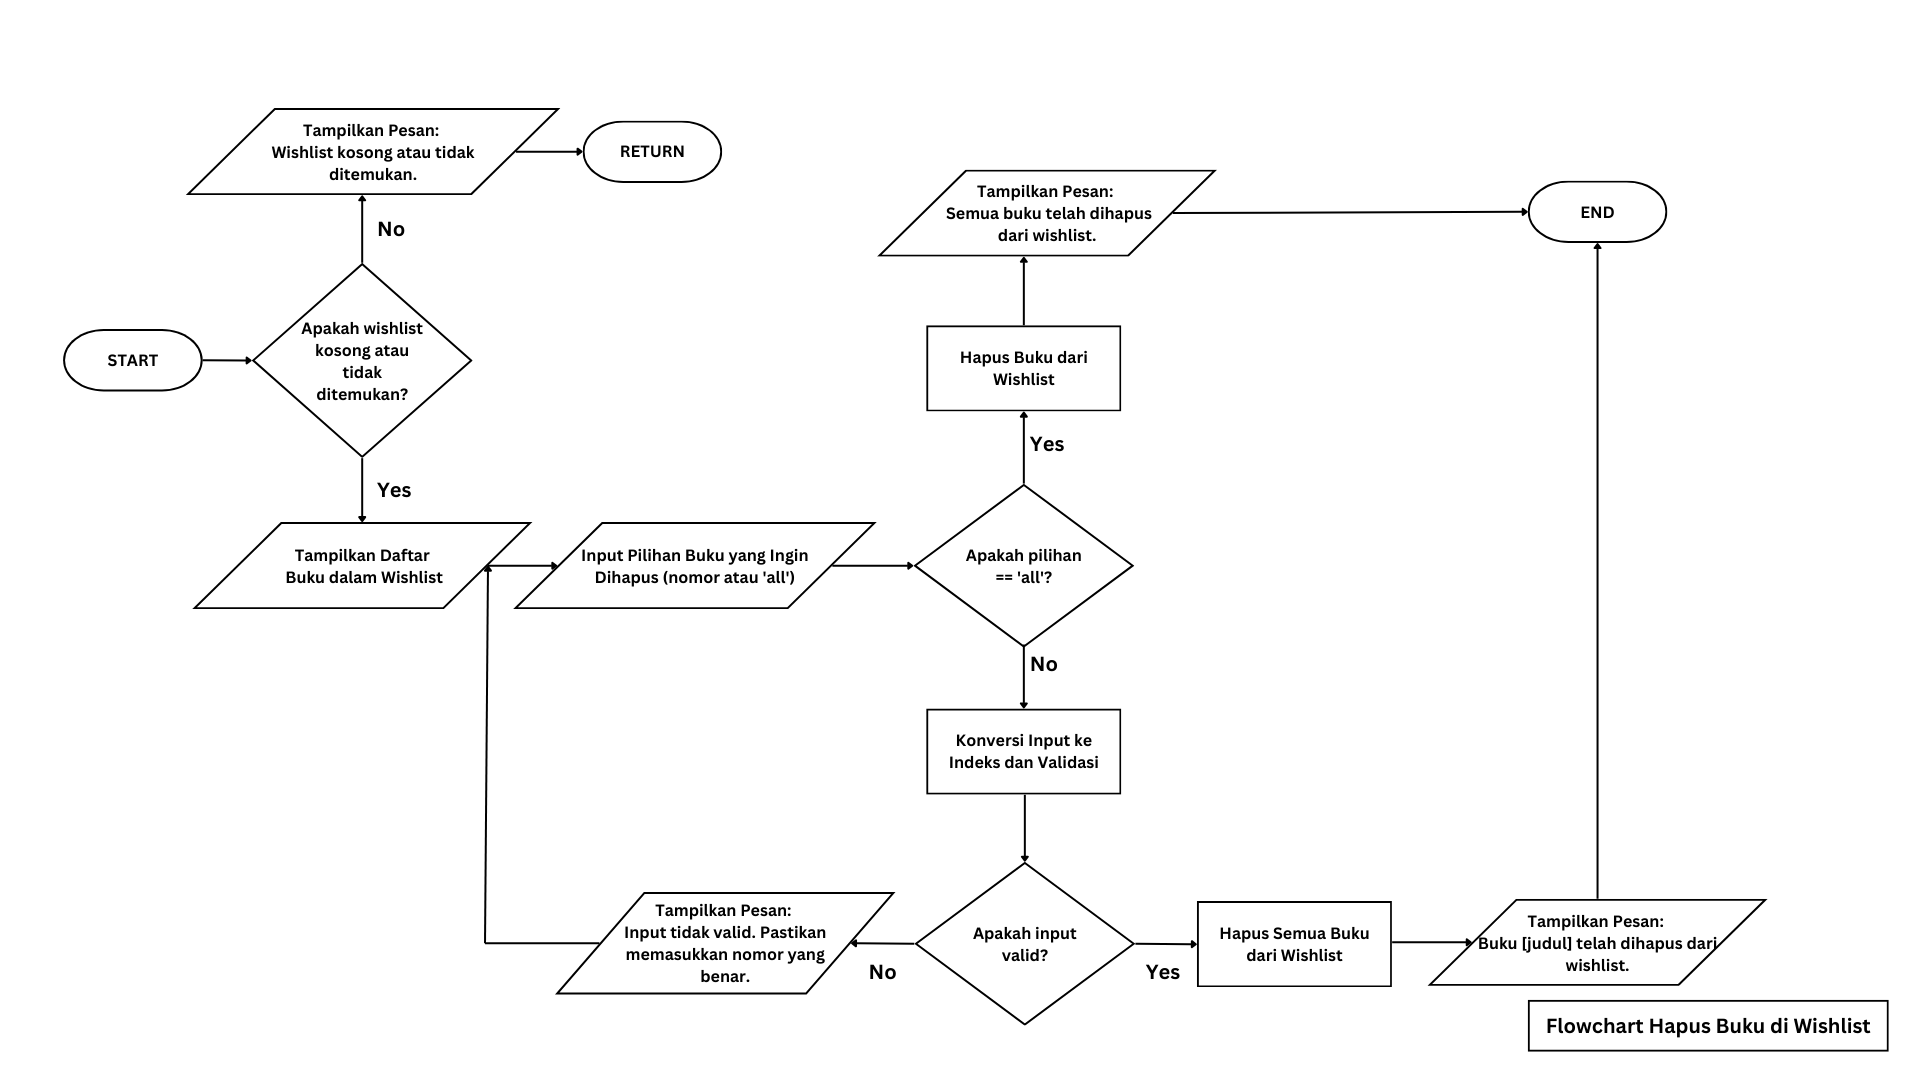 Tampilkan Pesan:
Wishlist kosong atau tidak
ditemukan.
RETURN
No
START
Apakah wishlist
kosong atau
tidak
ditemukan?
Yes
Tampilkan Daftar
Buku dalam Wishlist
Input Pilihan Buku yang Ingin
Dihapus (nomor atau 'all')
Apakah pilihan
== 'all'?
Yes
Hapus Buku dari
Wishlist
Tampilkan Pesan:
Semua buku telah dihapus
dari wishlist.
END
No
Konversi Input ke
Indeks dan Validasi
Apakah input
valid?
No
Tampilkan Pesan:
Input tidak valid. Pastikan
memasukkan nomor yang
benar.
Yes
Hapus Semua Buku
dari Wishlist
Tampilkan Pesan:
Buku [judul] telah dihapus dari
wishlist.
Flowchart Hapus Buku di Wishlist